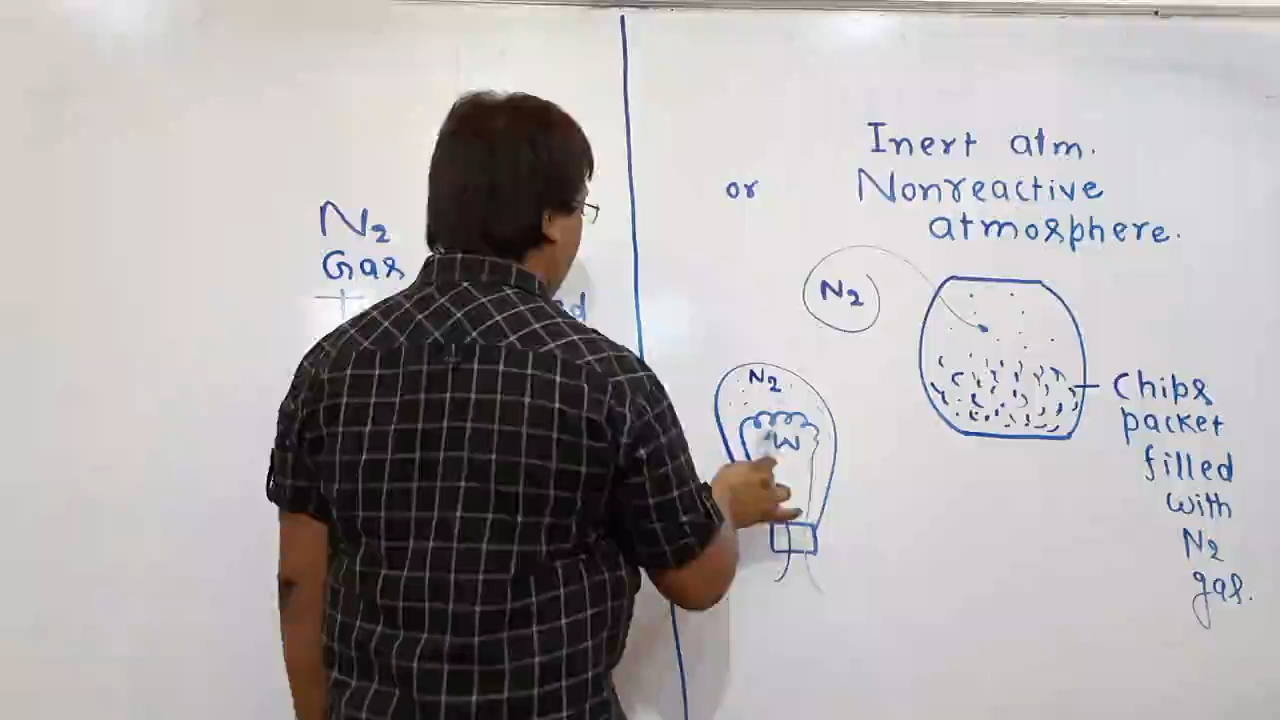 N2
Gas
or
Inert atm.
Nonreactive
atmosphere.
N2
N2
W
Chips
packet
filled
with
N2
gas.